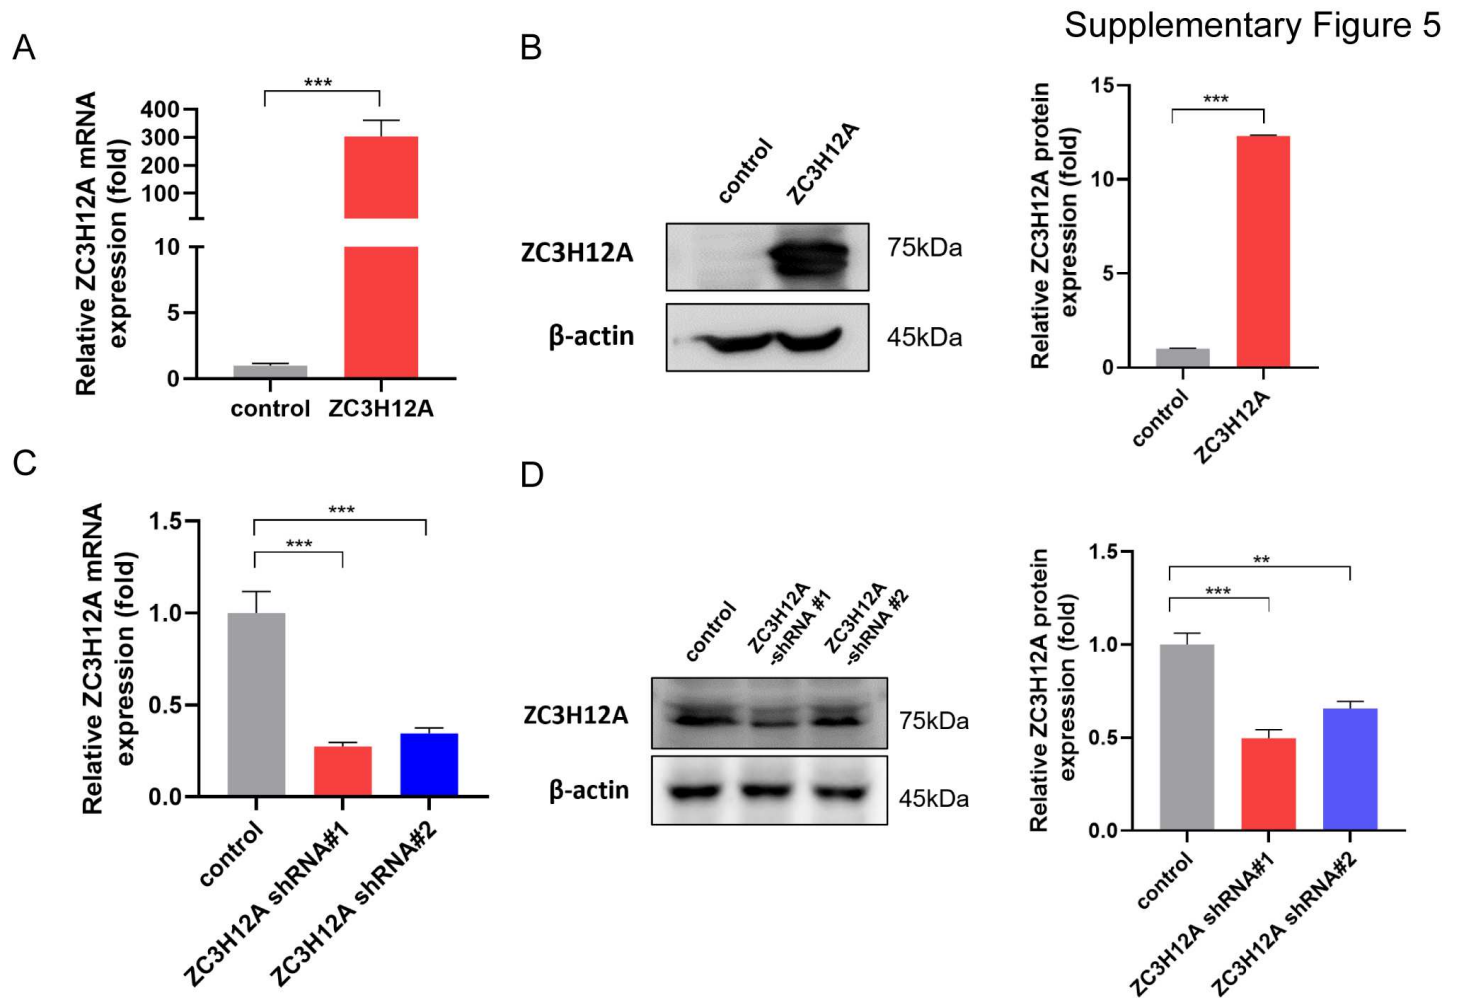 Supplementary Figure 5
A
Relative ZC3H12A mRNA
expression (fold)
400
300
200
100
10
5
0
***
control
ZC3H12A
B
control
ZC3H12A
ZC3H12A
75kDa
β-actin
45kDa
Relative ZC3H12A protein
expression (fold)
15
10
5
0
***
control
ZC3H12A
C
Relative ZC3H12A mRNA
expression (fold)
1.5
1.0
0.5
0.0
***
***
control
ZC3H12A shRNA#1
ZC3H12A shRNA#2
D
control
ZC3H12A
-shRNA #1
ZC3H12A
-shRNA #2
ZC3H12A
75kDa
β-actin
45kDa
Relative ZC3H12A protein
expression (fold)
1.5
1.0
0.5
0.0
**
***
control
ZC3H12A shRNA#1
ZC3H12A shRNA#2